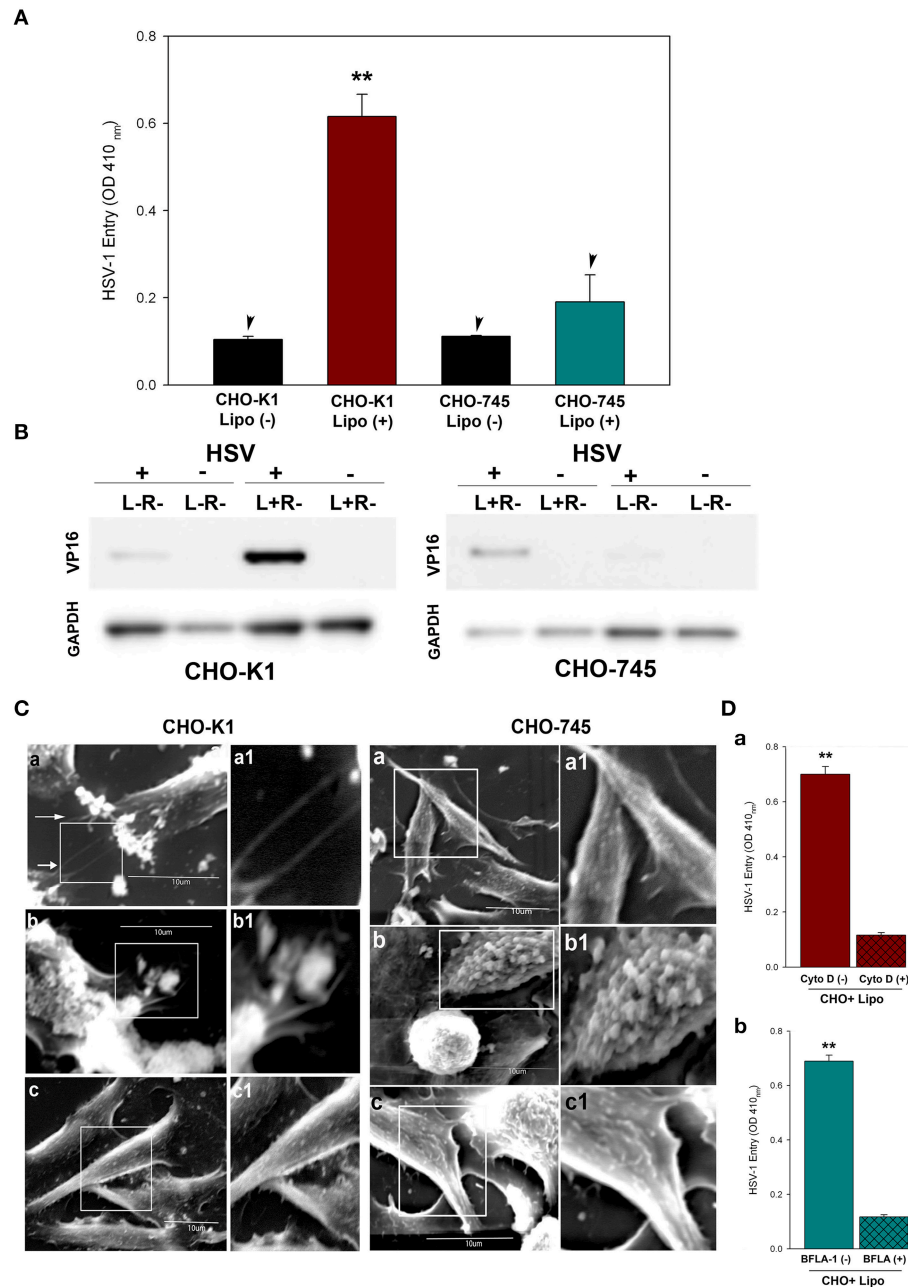 A
HSV-1 Entry (OD 410 nm)
0.8
0.6
0.4
0.2
0.0
**
CHO-K1 CHO-K1 CHO-745 CHO-745
Lipo (-) Lipo (+) Lipo (-) Lipo (+)
B
HSV
+ - + -
L-R- L-R- L+R- L+R-
VP16
GAPDH
CHO-K1
HSV
+ - + -
L+R- L+R- L-R- L-R-
VP16
GAPDH
CHO-745
C
CHO-K1
a
10um
a1
b
10um
b1
c
10um
c1
CHO-745
a
10um
a1
b
10um
b1
c
10um
c1
D
a
HSV-1 Entry (OD 410nm)
0.8
0.6
0.4
0.2
0.0
**
Cyto D (-) Cyto D (+)
CHO+ Lipo
b
HSV-1 Entry (OD 410nm)
0.8
0.6
0.4
0.2
0.0
**
BFLA-1 (-) BFLA (+)
CHO+ Lipo